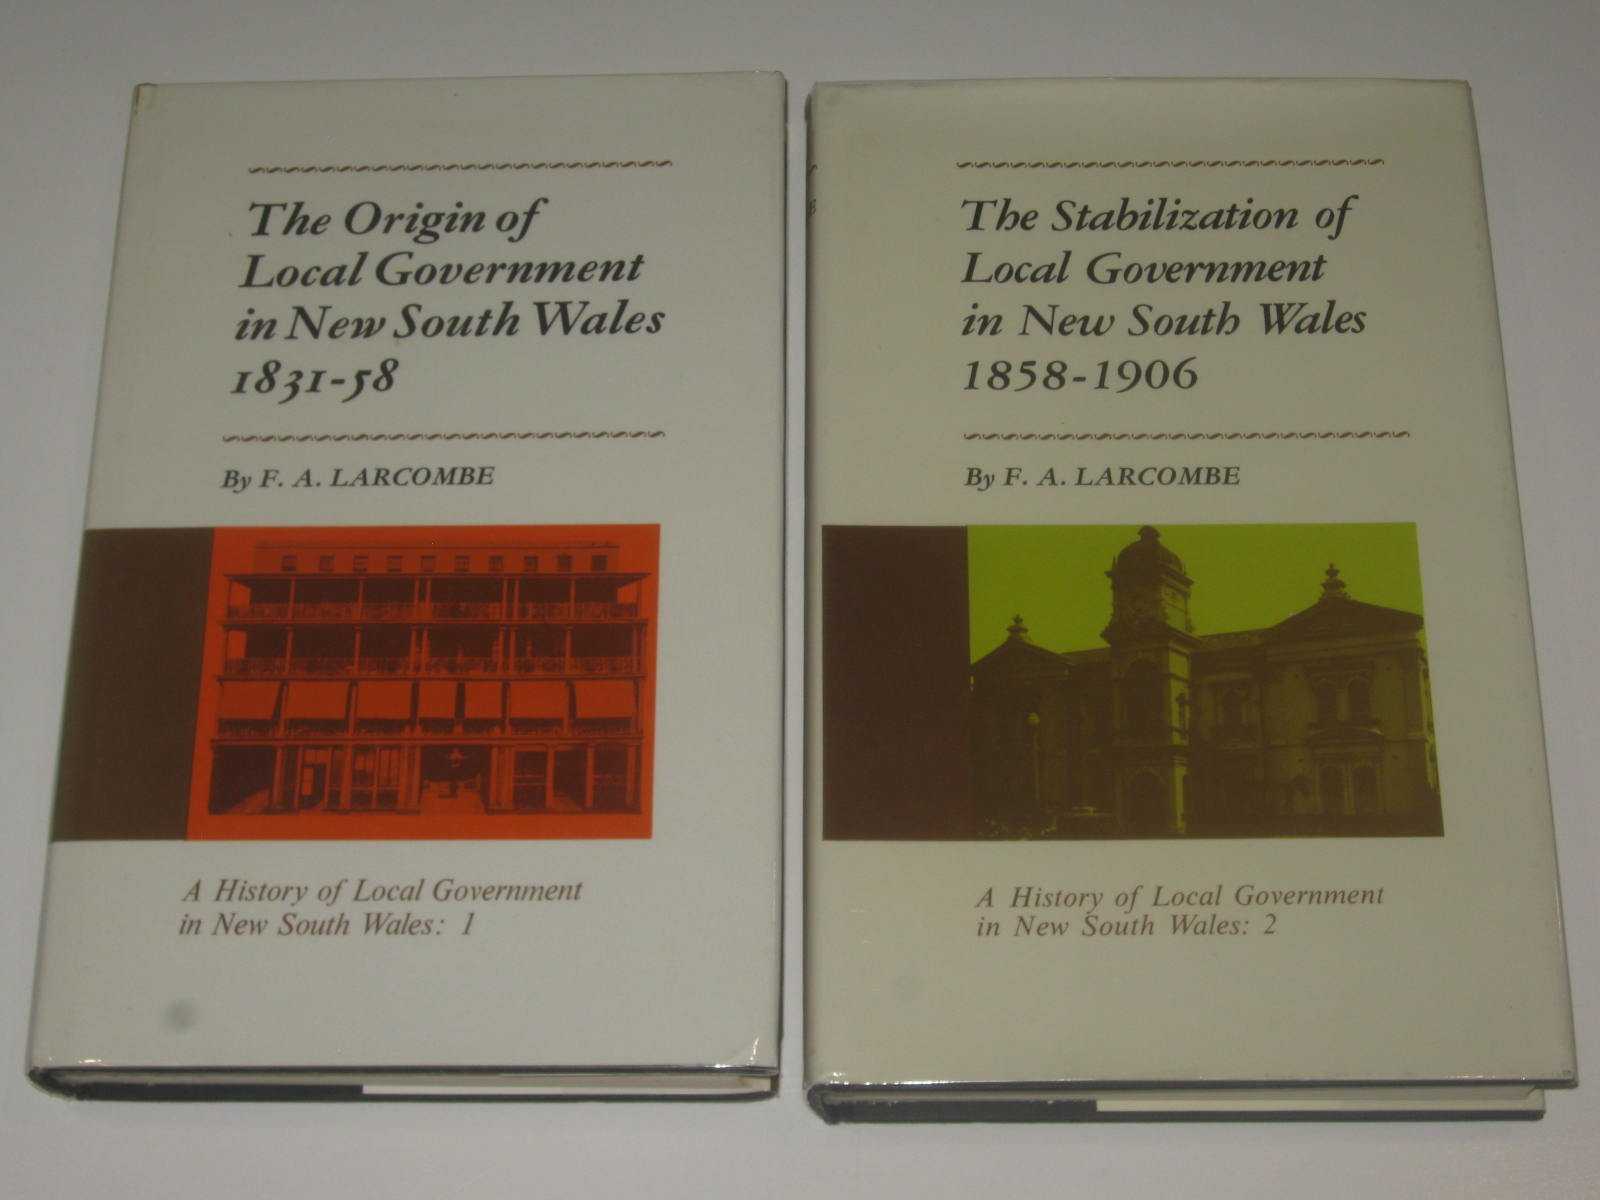 The Origin of
Local Government
in New South Wales
1831-58
By F. A. LARCOMBE
A History of Local Government
in New South Wales: 1
The Stabilization of
Local Government
in New South Wales
1858-1906
By F. A. LARCOMBE
A History of Local Government
in New South Wales: 2